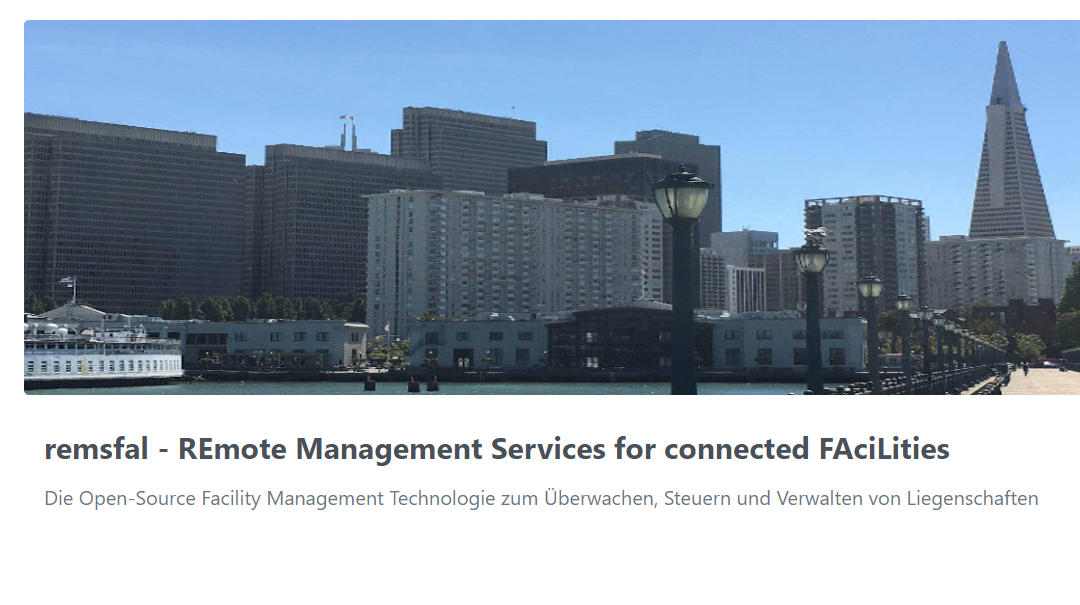 remsfal - REmote Management Services for connected FAciLities
Die Open-Source Facility Management Technologie zum Überwachen, Steuern und Verwalten von Liegenschaften